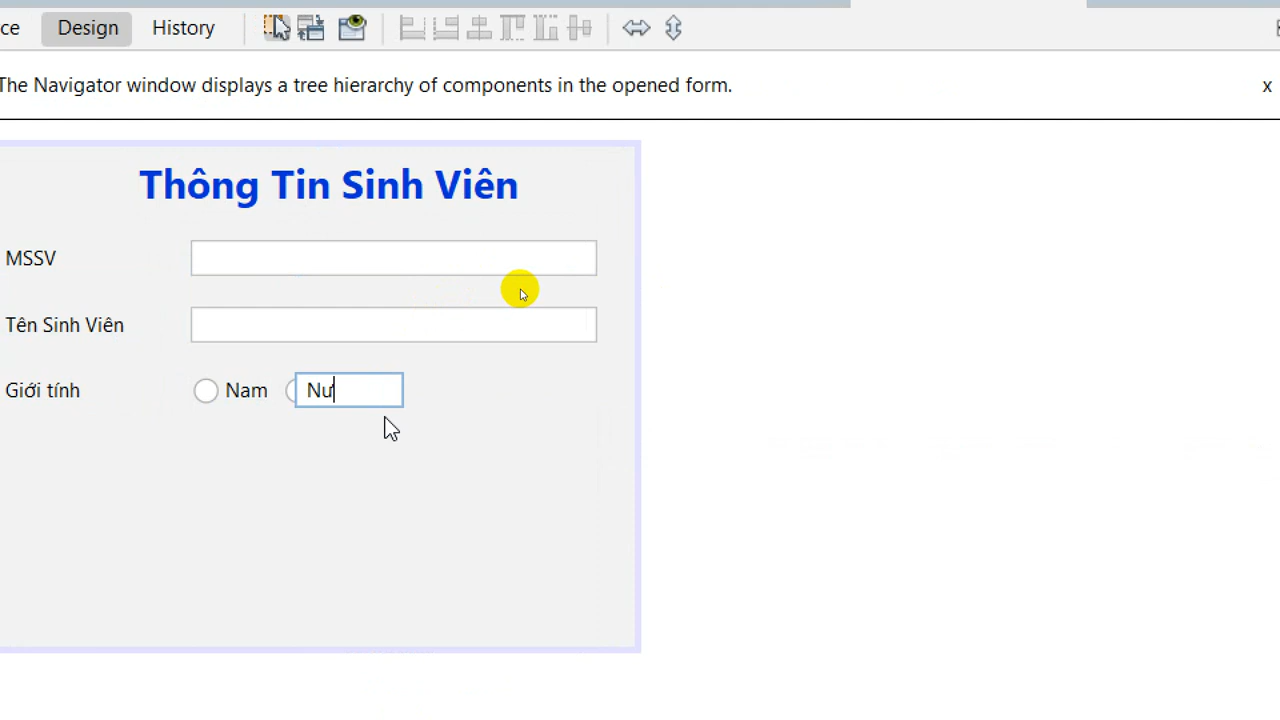 ce Design History
The Navigator window displays a tree hierarchy of components in the opened form. x
Thông Tin Sinh Viên
MSSV
Tên Sinh Viên
Giới tính Nam Nư